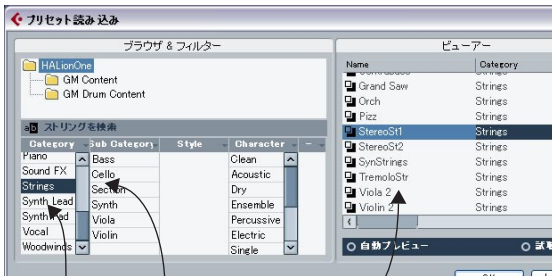 プリセット読み込み
ブラウザ & フィルター
ビューアー
HALionOne
GM Content
GM Drum Content
ストリングを検索
Category Sub Category Style Character
Piano
Sound FX
Strings
Synth Lead
Synth Pad
Vocal
Woodwinds
Bass
Cello
Section
Synth
Viola
Violin
Clean
Acoustic
Dry
Ensemble
Percussive
Electric
Single
Name Category
Contrabass Strings
Grand Saw Strings
Orch Strings
Pizz Strings
StereoSt1 Strings
StereoSt2 Strings
SynStrings Strings
TremoloStr Strings
Viola 2 Strings
Violin 2 Strings
自動プレビュー